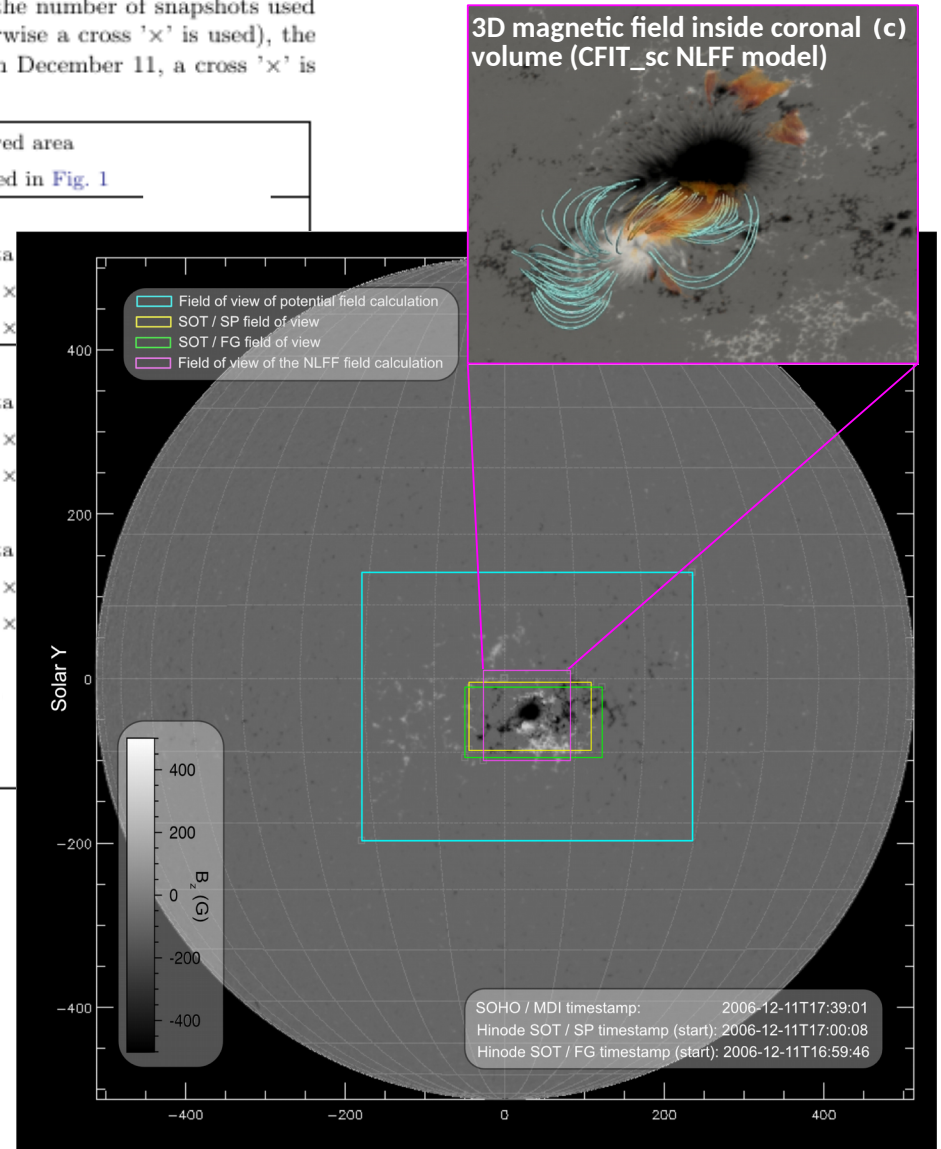 the number of snapshots used
a cross '×' is used), the
December 11, a cross '×' is
area
in Fig. 1
×
×
×
×
×
×
3D magnetic field inside coronal (c)
volume (CFIT_sc NLFF model)
Field of view of potential field calculation
SOT / SP field of view
SOT / FG field of view
Field of view of the NLFF field calculation
400
200
0
−200
−400
Solar Y
400
200
0
-200
-400
B_z (G)
SOHO / MDI timestamp: 2006-12-11T17:39:01
Hinode SOT / SP timestamp (start): 2006-12-11T17:00:08
Hinode SOT / FG timestamp (start): 2006-12-11T16:59:46
−400 −200 0 200 400